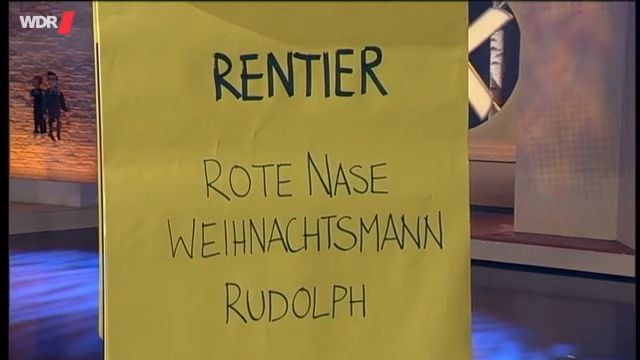 WDR
RENTIER
ROTE NASE
WEIHNACHTSMANN
RUDOLPH